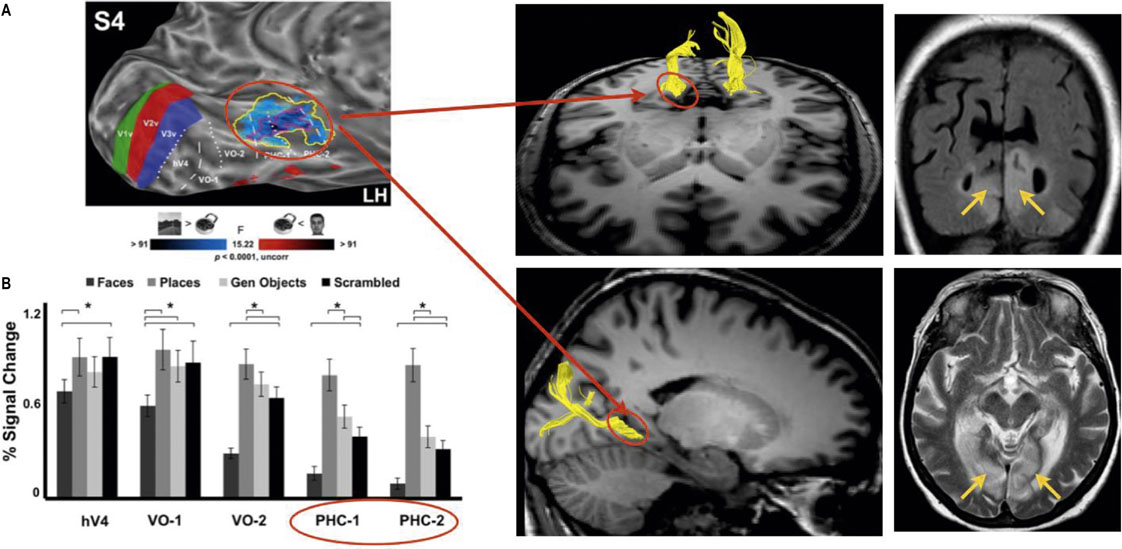 A
S4
V1v
V2v
V3v
hV4
VO-1
VO-2
PHC-1
PHC-2
LH
> F <
> 91 15.22 > 91
p < 0.0001, uncorr
B
Faces Places Gen Objects Scrambled
% Signal Change
1.2
0.6
0
* * * * *
hV4 VO-1 VO-2 PHC-1 PHC-2